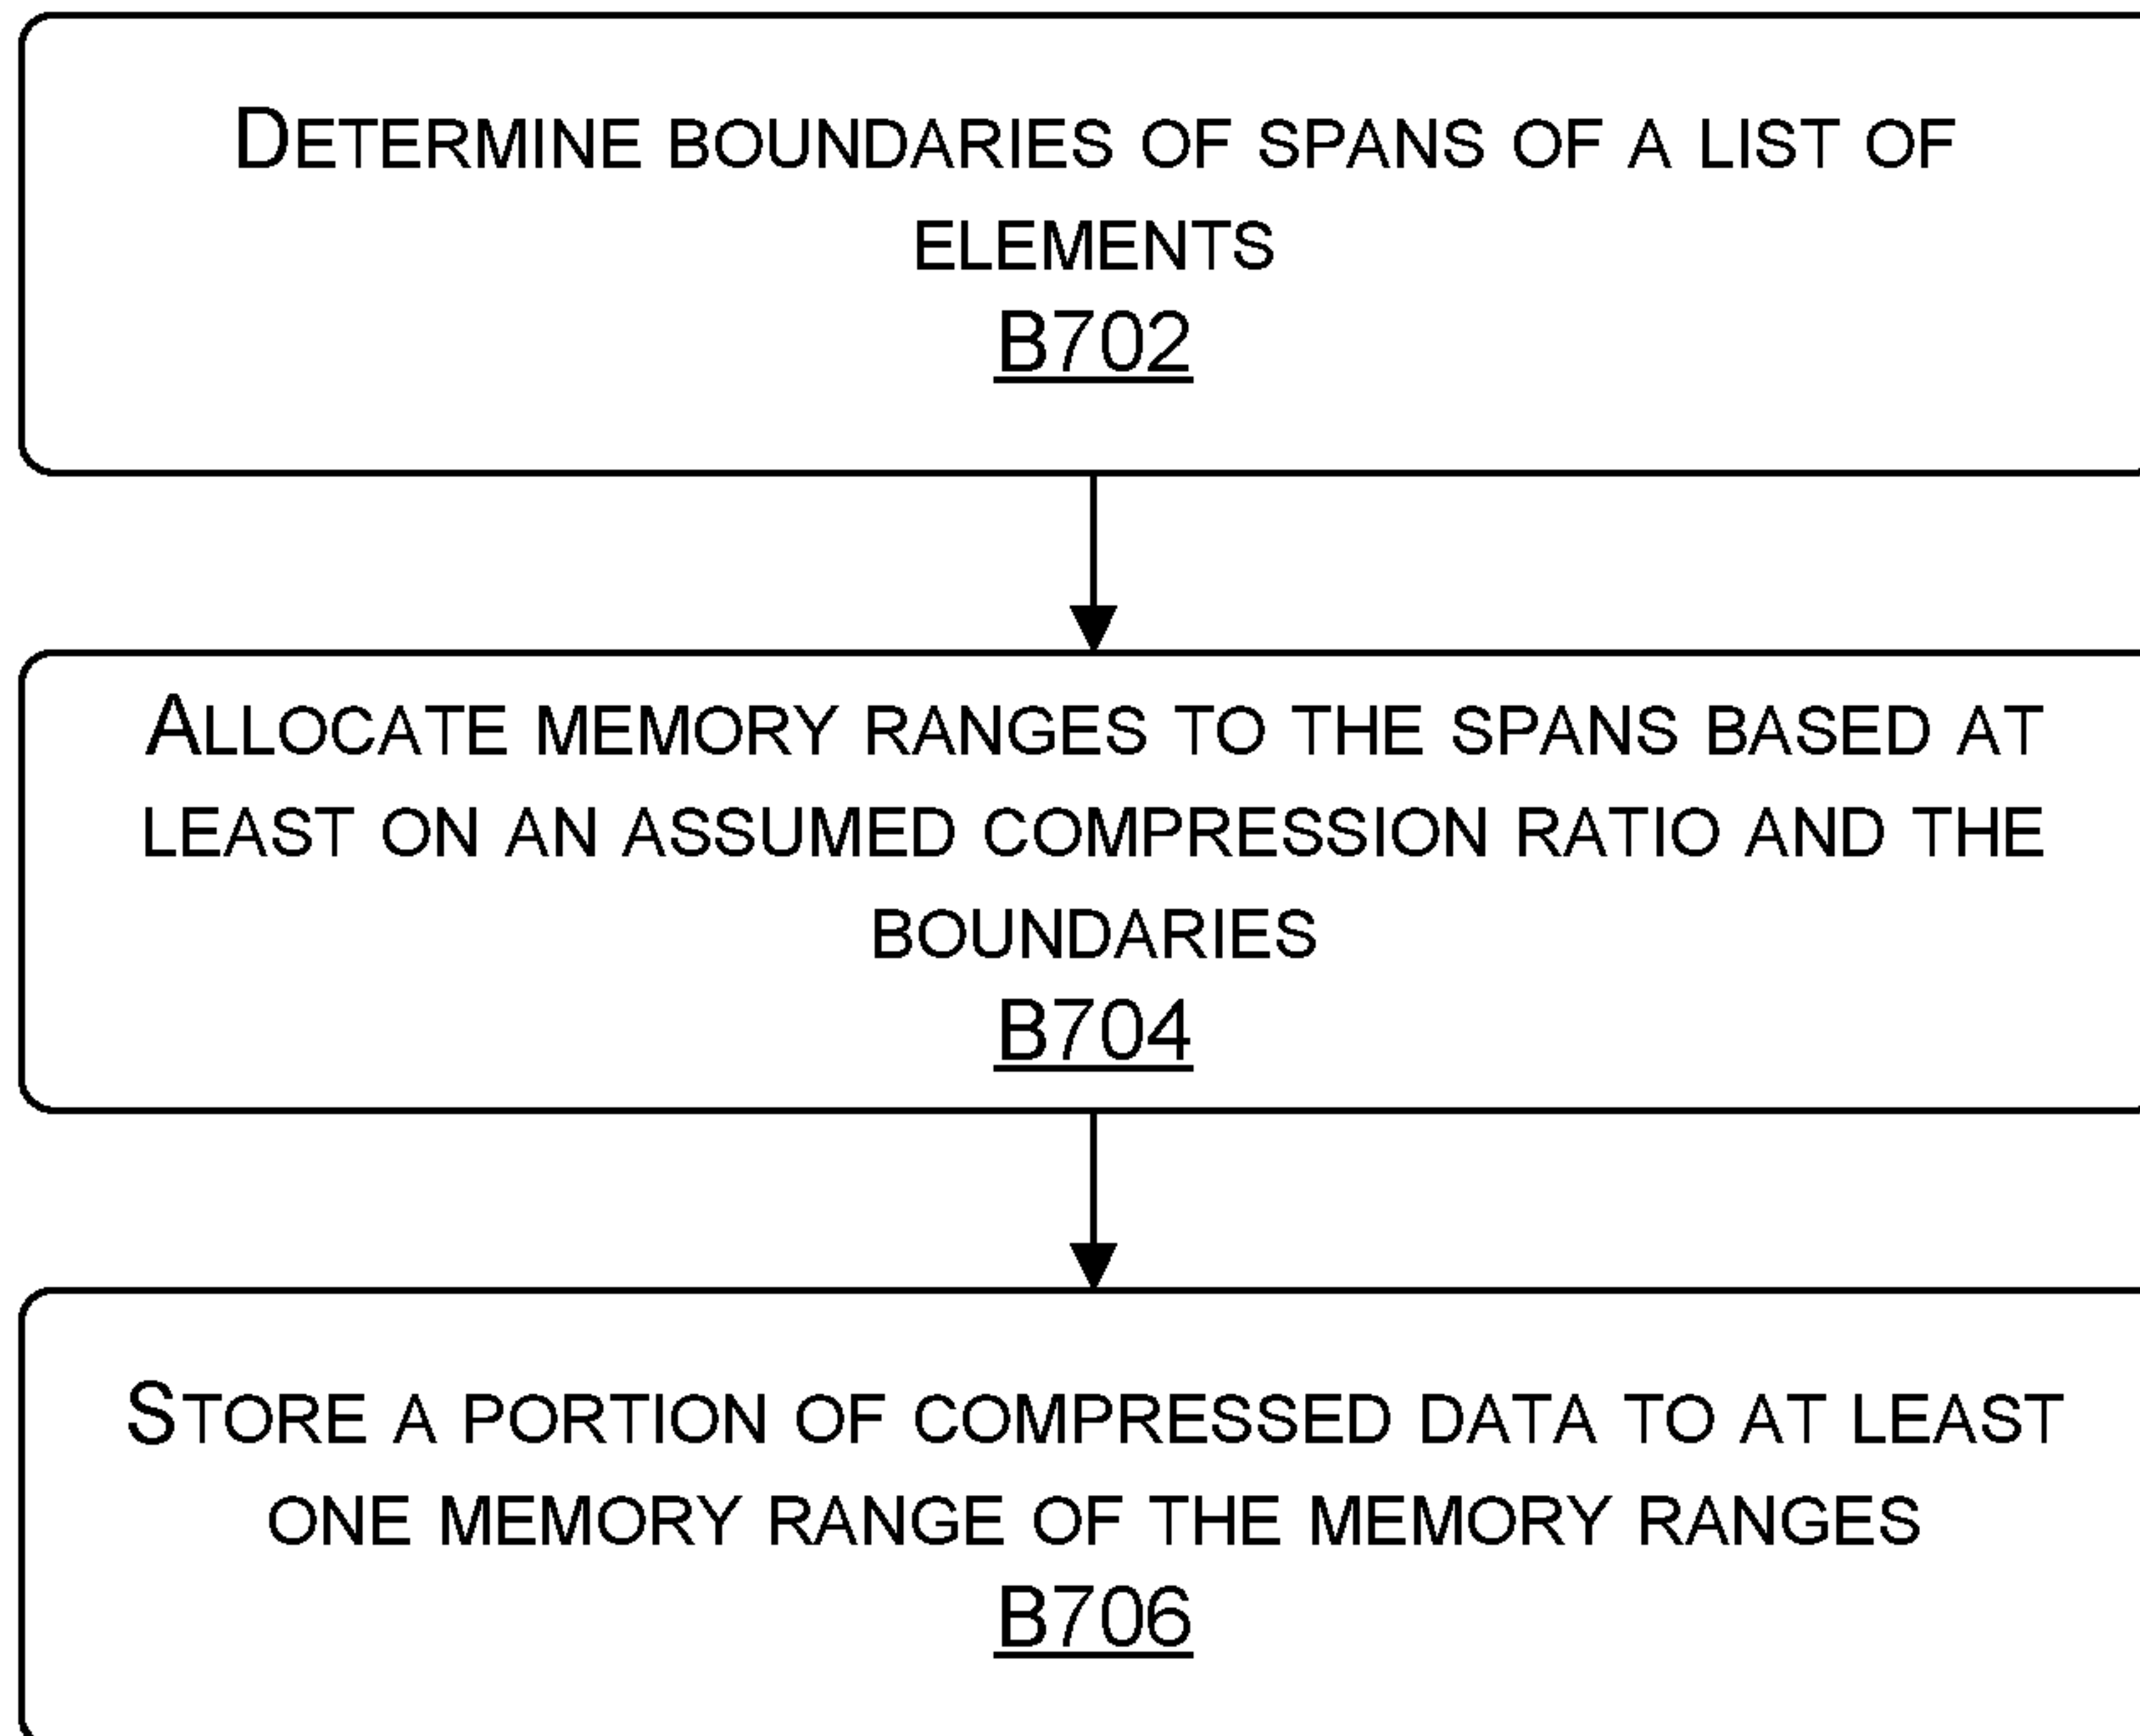 DETERMINE BOUNDARIES OF SPANS OF A LIST OF
ELEMENTS
B702
ALLOCATE MEMORY RANGES TO THE SPANS BASED AT
LEAST ON AN ASSUMED COMPRESSION RATIO AND THE
BOUNDARIES
B704
STORE A PORTION OF COMPRESSED DATA TO AT LEAST
ONE MEMORY RANGE OF THE MEMORY RANGES
B706